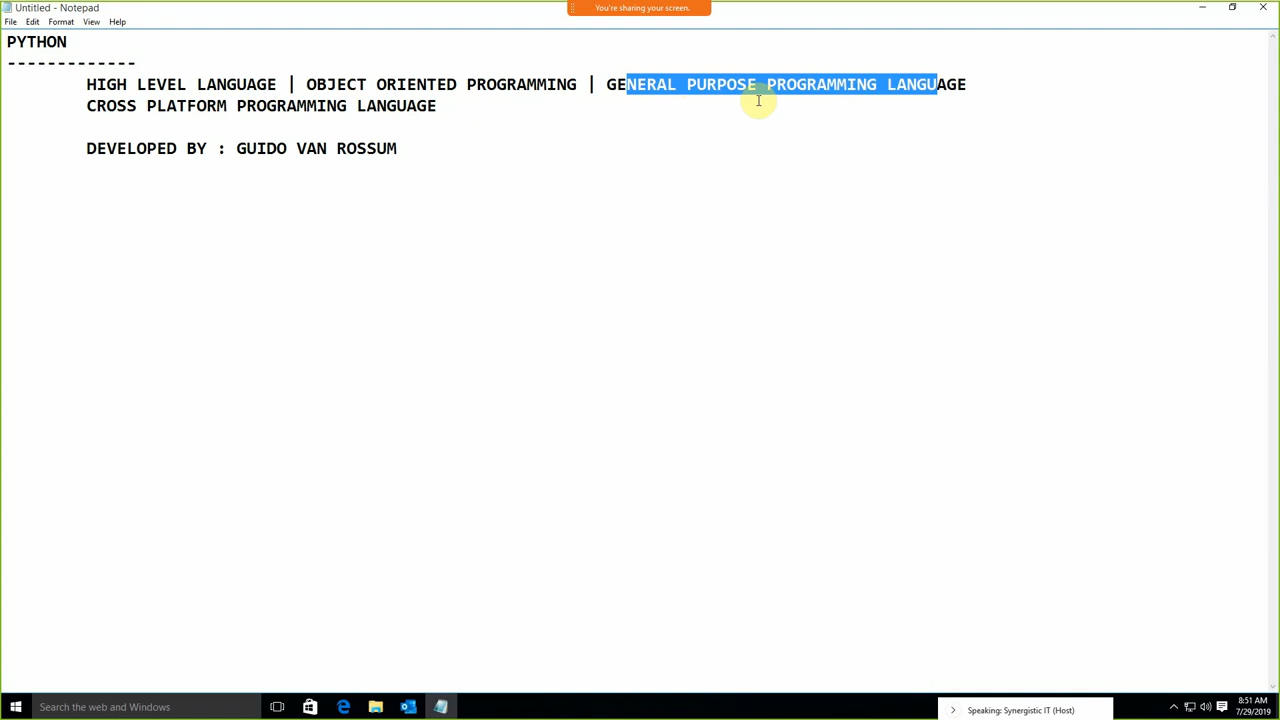 Untitled - Notepad
You're sharing your screen.
File Edit Format View Help
PYTHON
-------------
HIGH LEVEL LANGUAGE | OBJECT ORIENTED PROGRAMMING | GENERAL PURPOSE PROGRAMMING LANGUAGE
CROSS PLATFORM PROGRAMMING LANGUAGE
DEVELOPED BY : GUIDO VAN ROSSUM
Search the web and Windows
Speaking: Synergistic IT (Host)
8:51 AM
7/29/2019